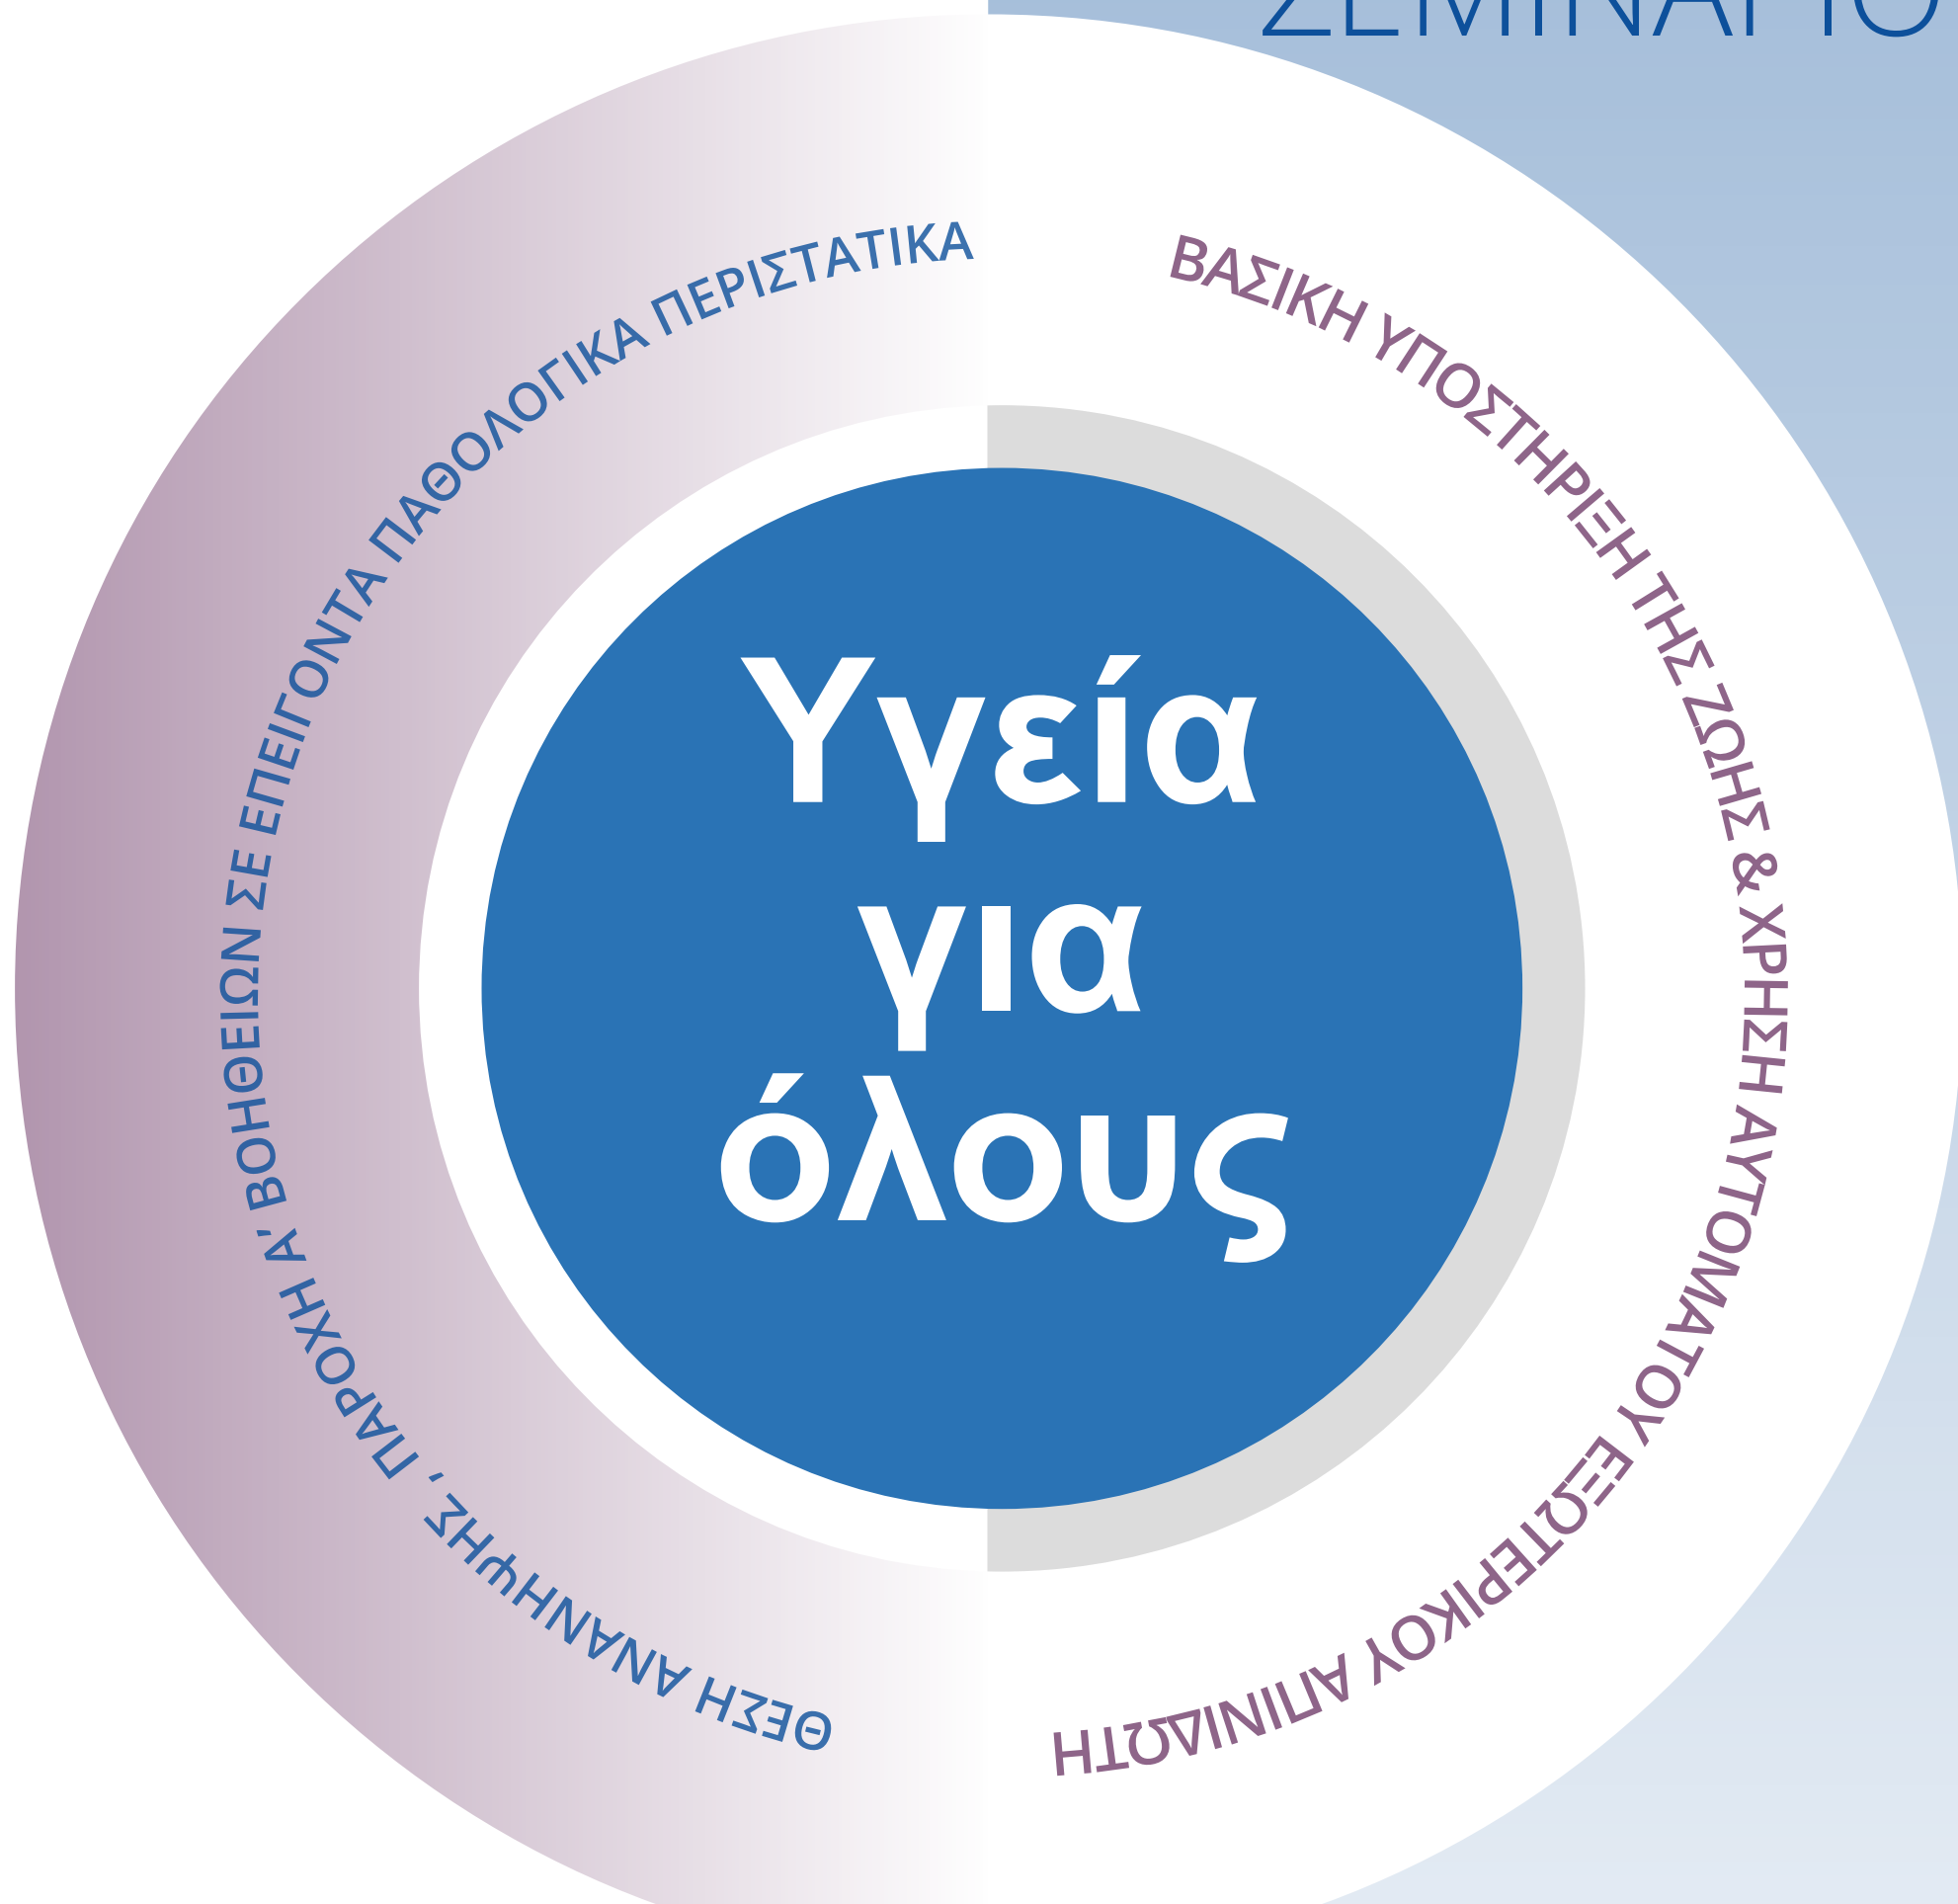 ΣΕΜΙΝΑΡΙΟ
ΘΕΣΗ ΑΝΑΝΗΨΗΣ , ΠΑΡΟΧΗ Α’ ΒΟΗΘΕΙΩΝ ΣΕ ΕΠΕΙΓΟΝΤΑ ΠΑΘΟΛΟΓΙΚΑ ΠΕΡΙΣΤΑΤΙΚΑ
ΒΑΣΙΚΗ ΥΠΟΣΤΗΡΙΞΗ ΤΗΣ ΖΩΗΣ & ΧΡΗΣΗ ΑΥΤΟΜΑΤΟΥ ΕΞΩΤΕΡΙΚΟΥ ΑΠΙΝΙΔΩΤΗ
Υγεία
για
όλους